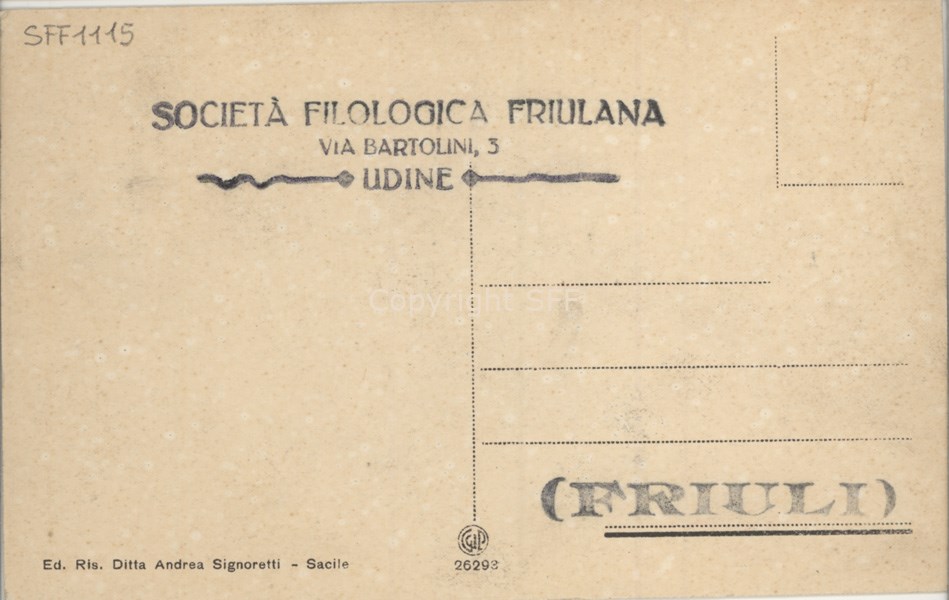 SFF1115
SOCIETÀ FILOLOGICA FRIULANA
VIA BARTOLINI, 3
UDINE
Copyright SFF
(FRIULI)
Ed. Ris. Ditta Andrea Signoretti - Sacile
26293